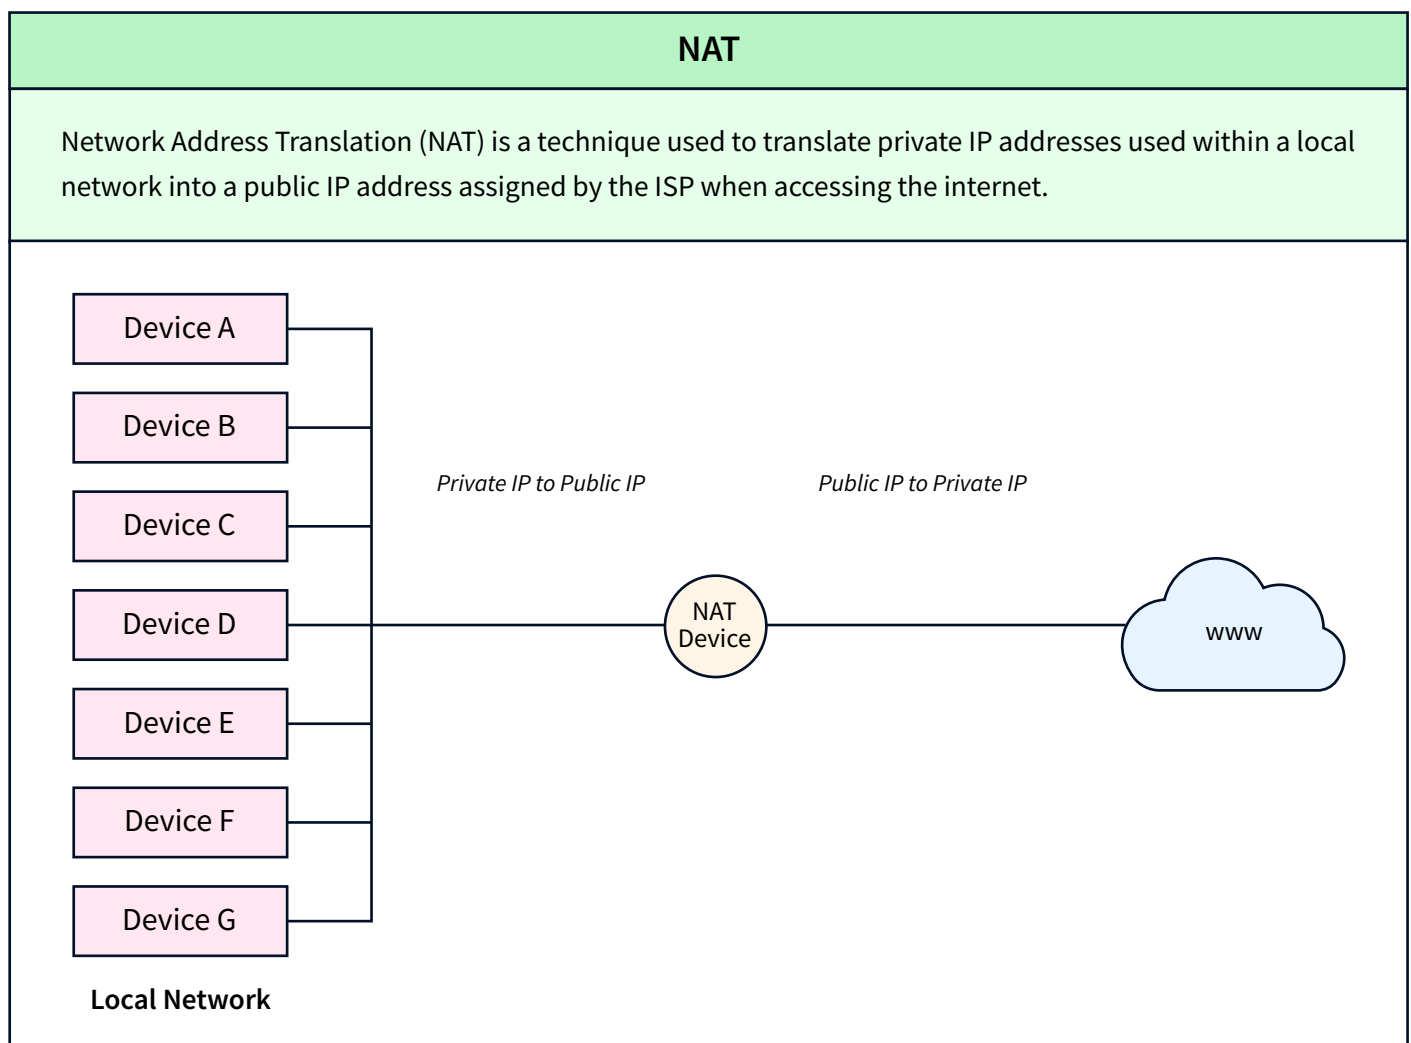 NAT
Network Address Translation (NAT) is a technique used to translate private IP addresses used within a local
network into a public IP address assigned by the ISP when accessing the internet.
Device A
Device B
Device C
Device D
Device E
Device F
Device G
Local Network
Private IP to Public IP
Public IP to Private IP
NAT
Device
www